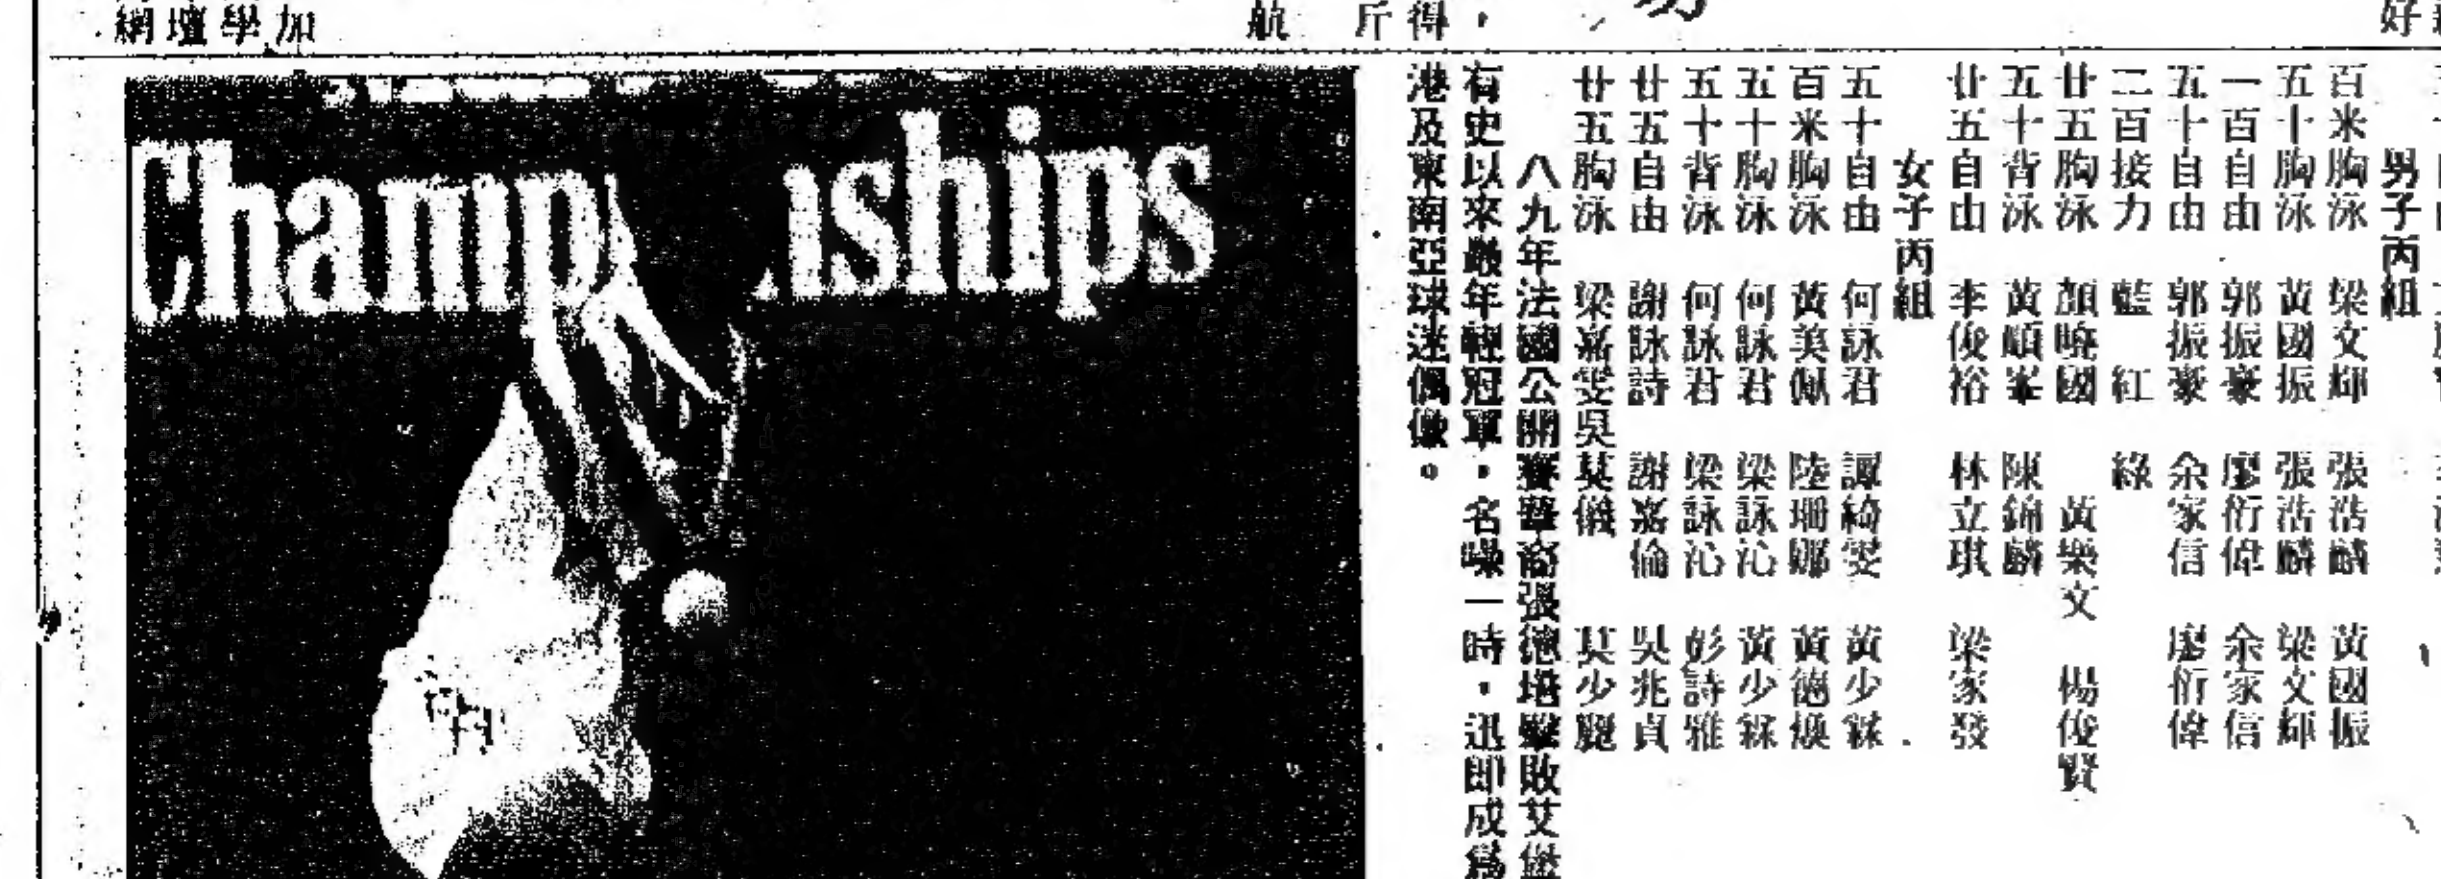 好
男子丙組
百米胸泳 梁文輝 張浩麟 黃國振
五十胸泳 黃國振 張浩麟 梁文輝
一百自由 郭振豪 廖衍偉 余家信
五十自由 郭振豪 余家信 廖衍偉
二百接力 藍 紅 綠
廿五胸泳 顏曉國 黃樂文 楊俊賢
五十背泳 黃頔峯 陳錦麟
廿五自由 李俊裕 林立琪 梁家發
女子丙組
五十自由 何詠君 譚綺雯 黃少冧
百米胸泳 黃美佩 陸珊娜 黃德煥
五十胸泳 何詠君 梁詠沁 黃少冧
五十背泳 何詠君 梁詠沁 彭詩雅
廿五自由 謝詠詩 謝嘉倫 吳兆貞
廿五胸泳 梁嘉雯 吳莫儀 莫少麗
得，
斤
航
加
學
壇
網
八九年法國公開賽華裔張德培擊敗艾堡
有史以來最年輕冠軍，名噪一時，迅即成爲
港及東南亞球迷偶像。
Championships